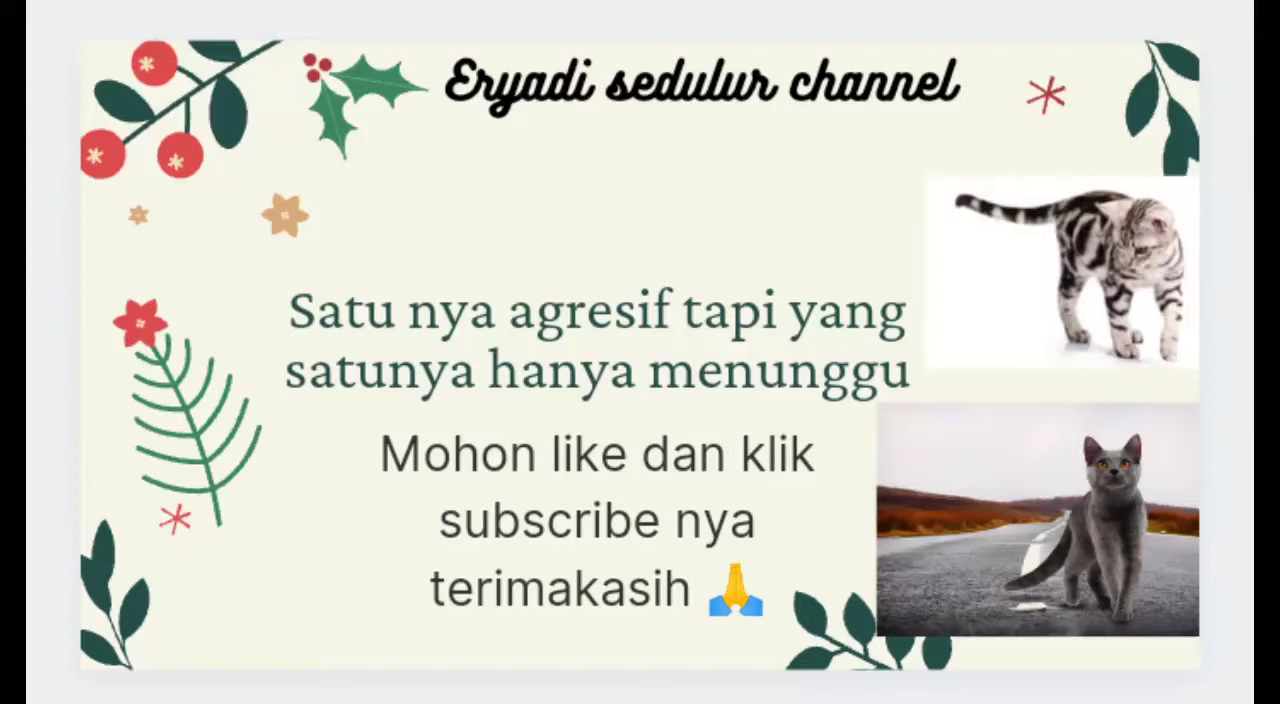 Eryadi sedulur channel
Satu nya agresif tapi yang
satunya hanya menunggu
Mohon like dan klik
subscribe nya
terimakasih 🙏